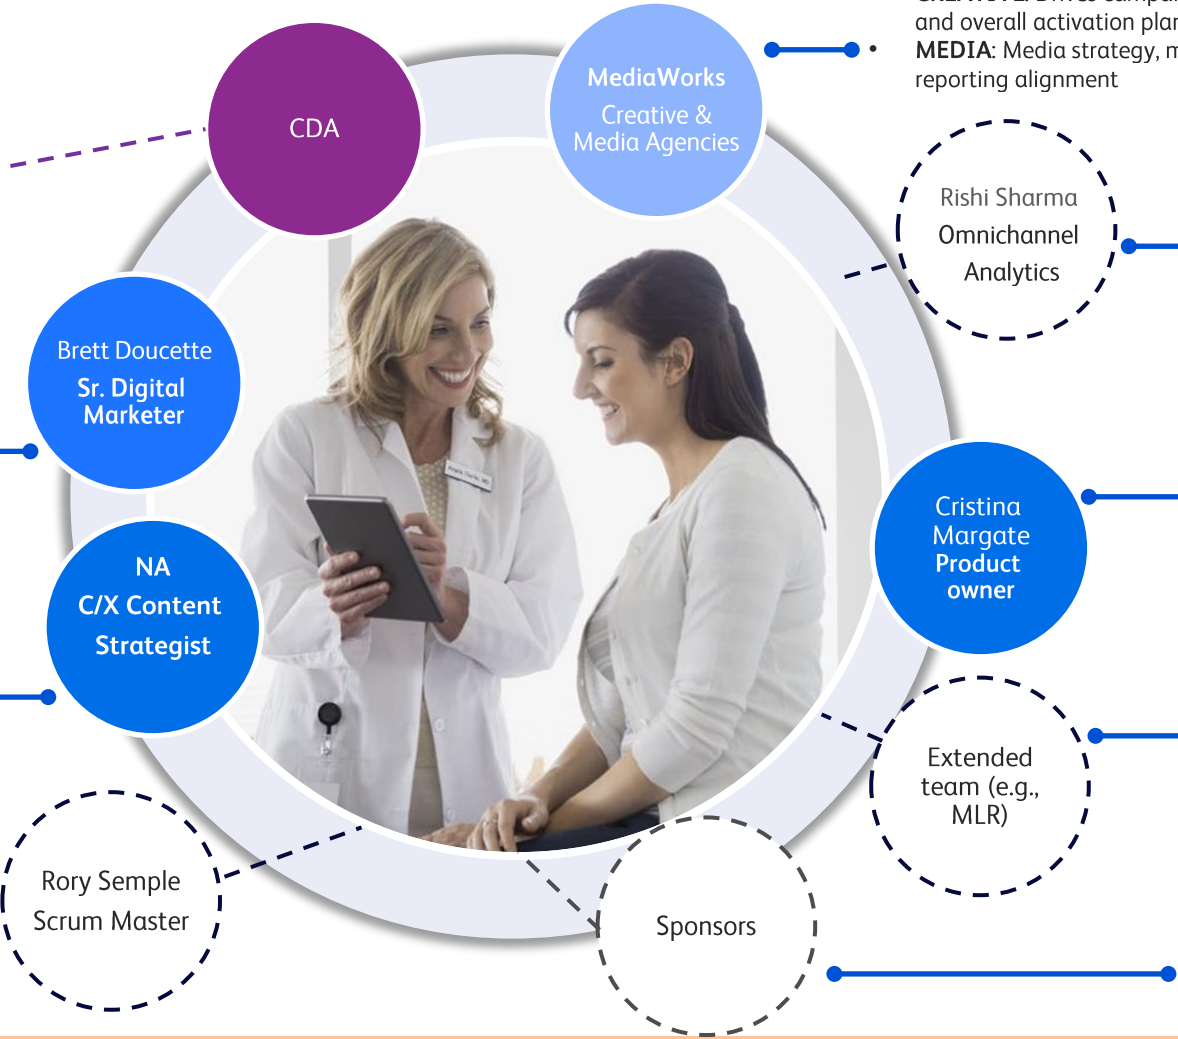 and overall activation plan
MEDIA: Media strategy, m
reporting alignment
CDA
MediaWorks
Creative &
Media Agencies
Rishi Sharma
Omnichannel
Analytics
Brett Doucette
Sr. Digital
Marketer
Cristina
Margate
Product
owner
NA
C/X Content
Strategist
Extended
team (e.g.,
MLR)
Rory Semple
Scrum Master
Sponsors